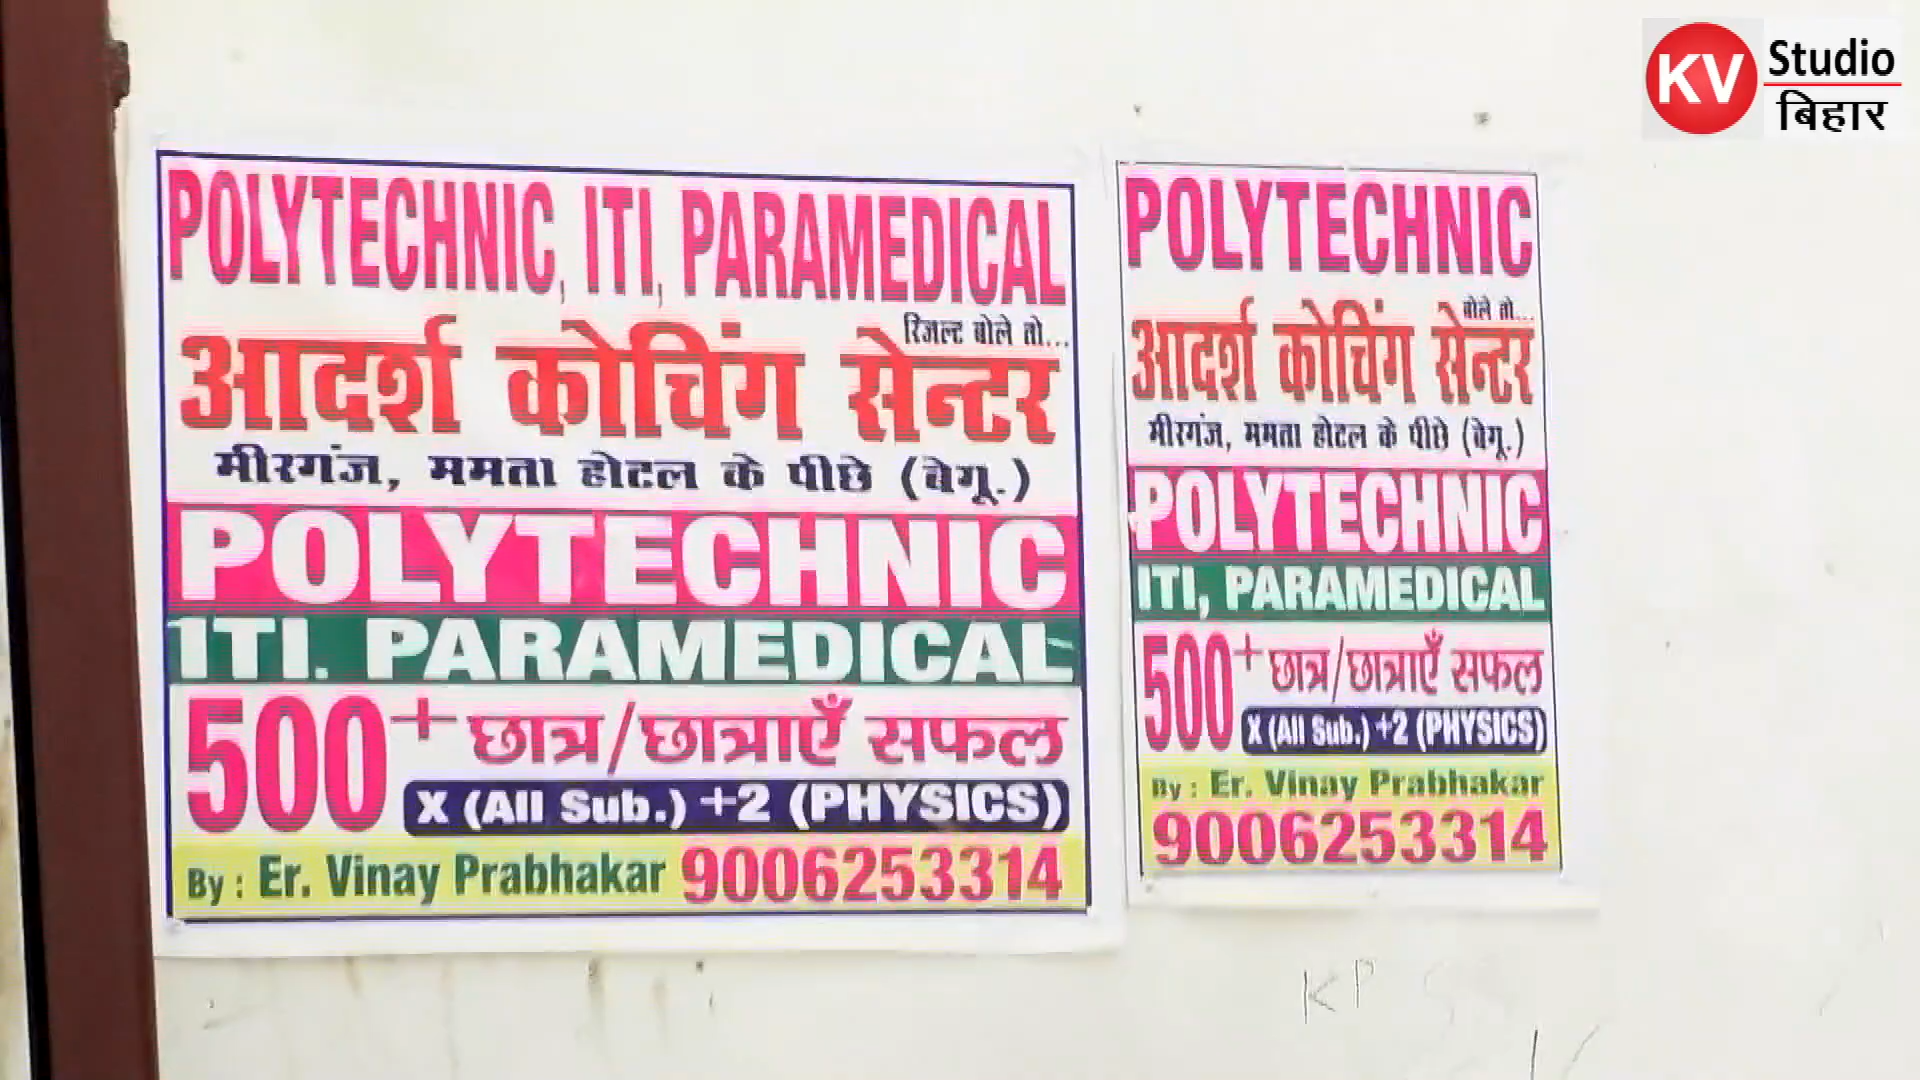 KV Studio
बिहार
POLYTECHNIC, ITI, PARAMEDICAL
रिजल्ट बोले तो...
आदर्श कोचिंग सेन्टर
मीरगंज, ममता होटल के पीछे (बेगू.)
POLYTECHNIC
ITI. PARAMEDICAL
500+ छात्र/छात्राएँ सफल
X (All Sub.) +2 (PHYSICS)
By : Er. Vinay Prabhakar 9006253314
POLYTECHNIC
बोले तो...
आदर्श कोचिंग सेन्टर
मीरगंज, ममता होटल के पीछे (बेगू.)
POLYTECHNIC
ITI, PARAMEDICAL
500+ छात्र/छात्राएँ सफल
X (All Sub.) +2 (PHYSICS)
By : Er. Vinay Prabhakar
9006253314
KP